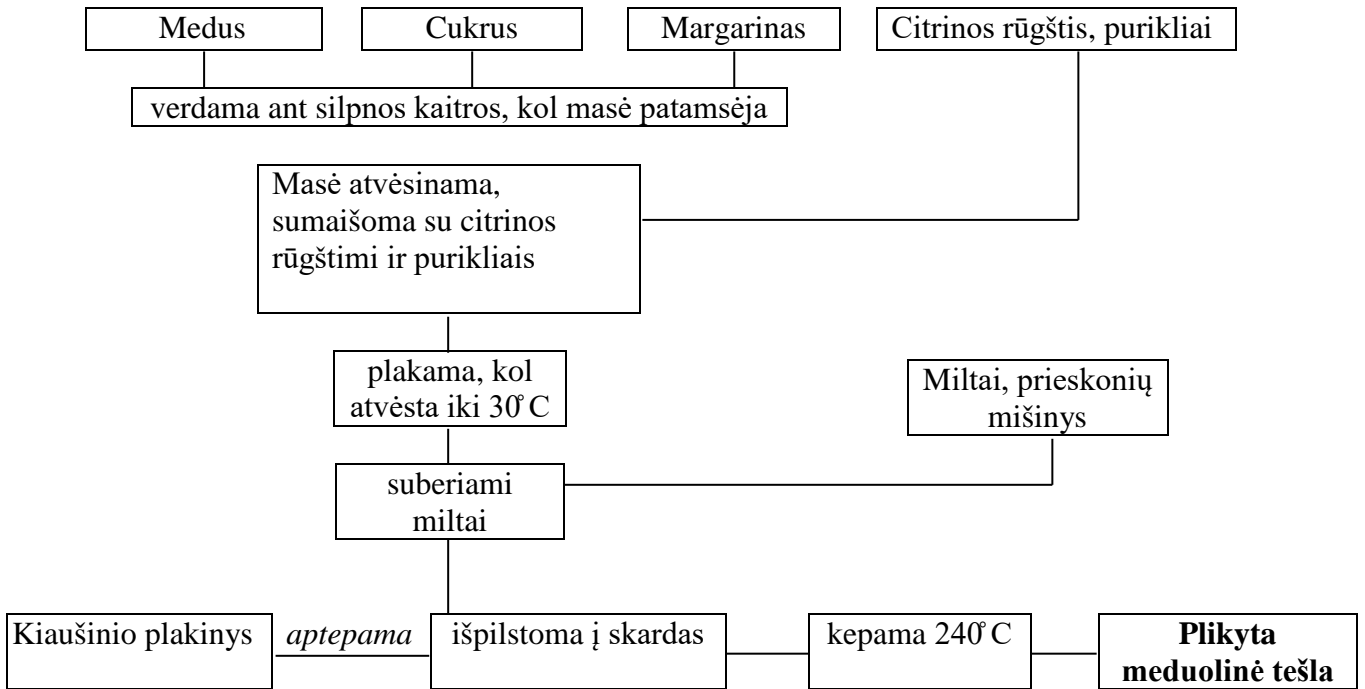 Medus
Cukrus
Margarinas
Citrinos rūgštis, purikliai
verdama ant silpnos kaitros, kol masė patamsėja
Masė atvėsinama,
sumaišoma su citrinos
rūgštimi ir purikliais
plakama, kol
atvėsta iki 30̊ C
Miltai, prieskonių
mišinys
suberiami
miltai
Kiaušinio plakinys
aptepama
išpilstoma į skardas
kepama 240̊ C
Plikyta
meduolinė tešla